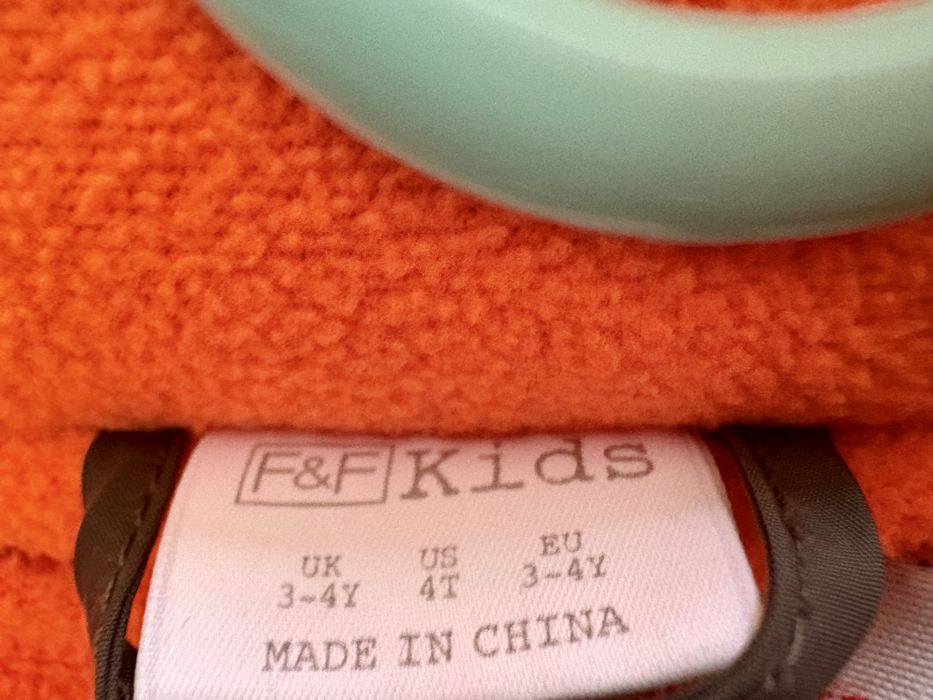 F&F Kids
UK US EU
3-4Y 4T 3-4Y
MADE IN CHINA